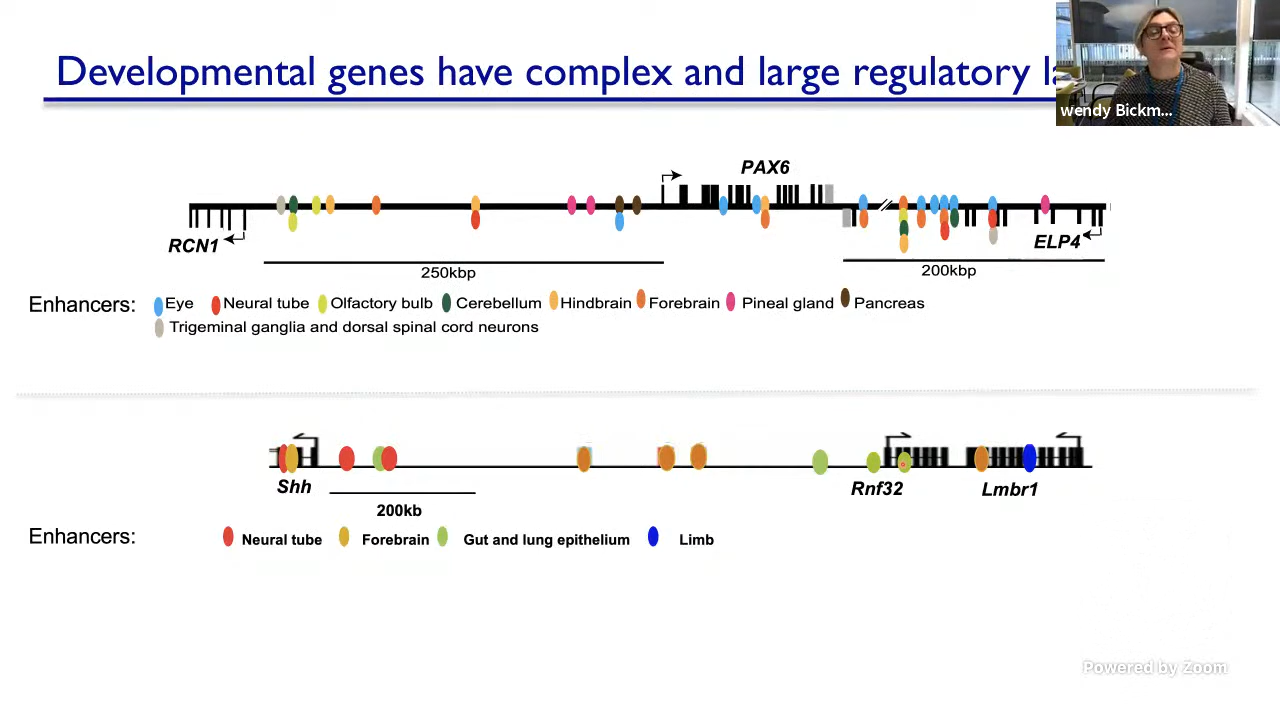 Developmental genes have complex and large regulatory
wendy Bickm...
PAX6
RCN1
ELP4
250kbp
200kbp
Enhancers:
Eye Neural tube Olfactory bulb Cerebellum Hindbrain Forebrain Pineal gland Pancreas
Trigeminal ganglia and dorsal spinal cord neurons
Shh
Rnf32
Lmbr1
200kb
Enhancers:
Neural tube Forebrain Gut and lung epithelium Limb
Powered by Zoom